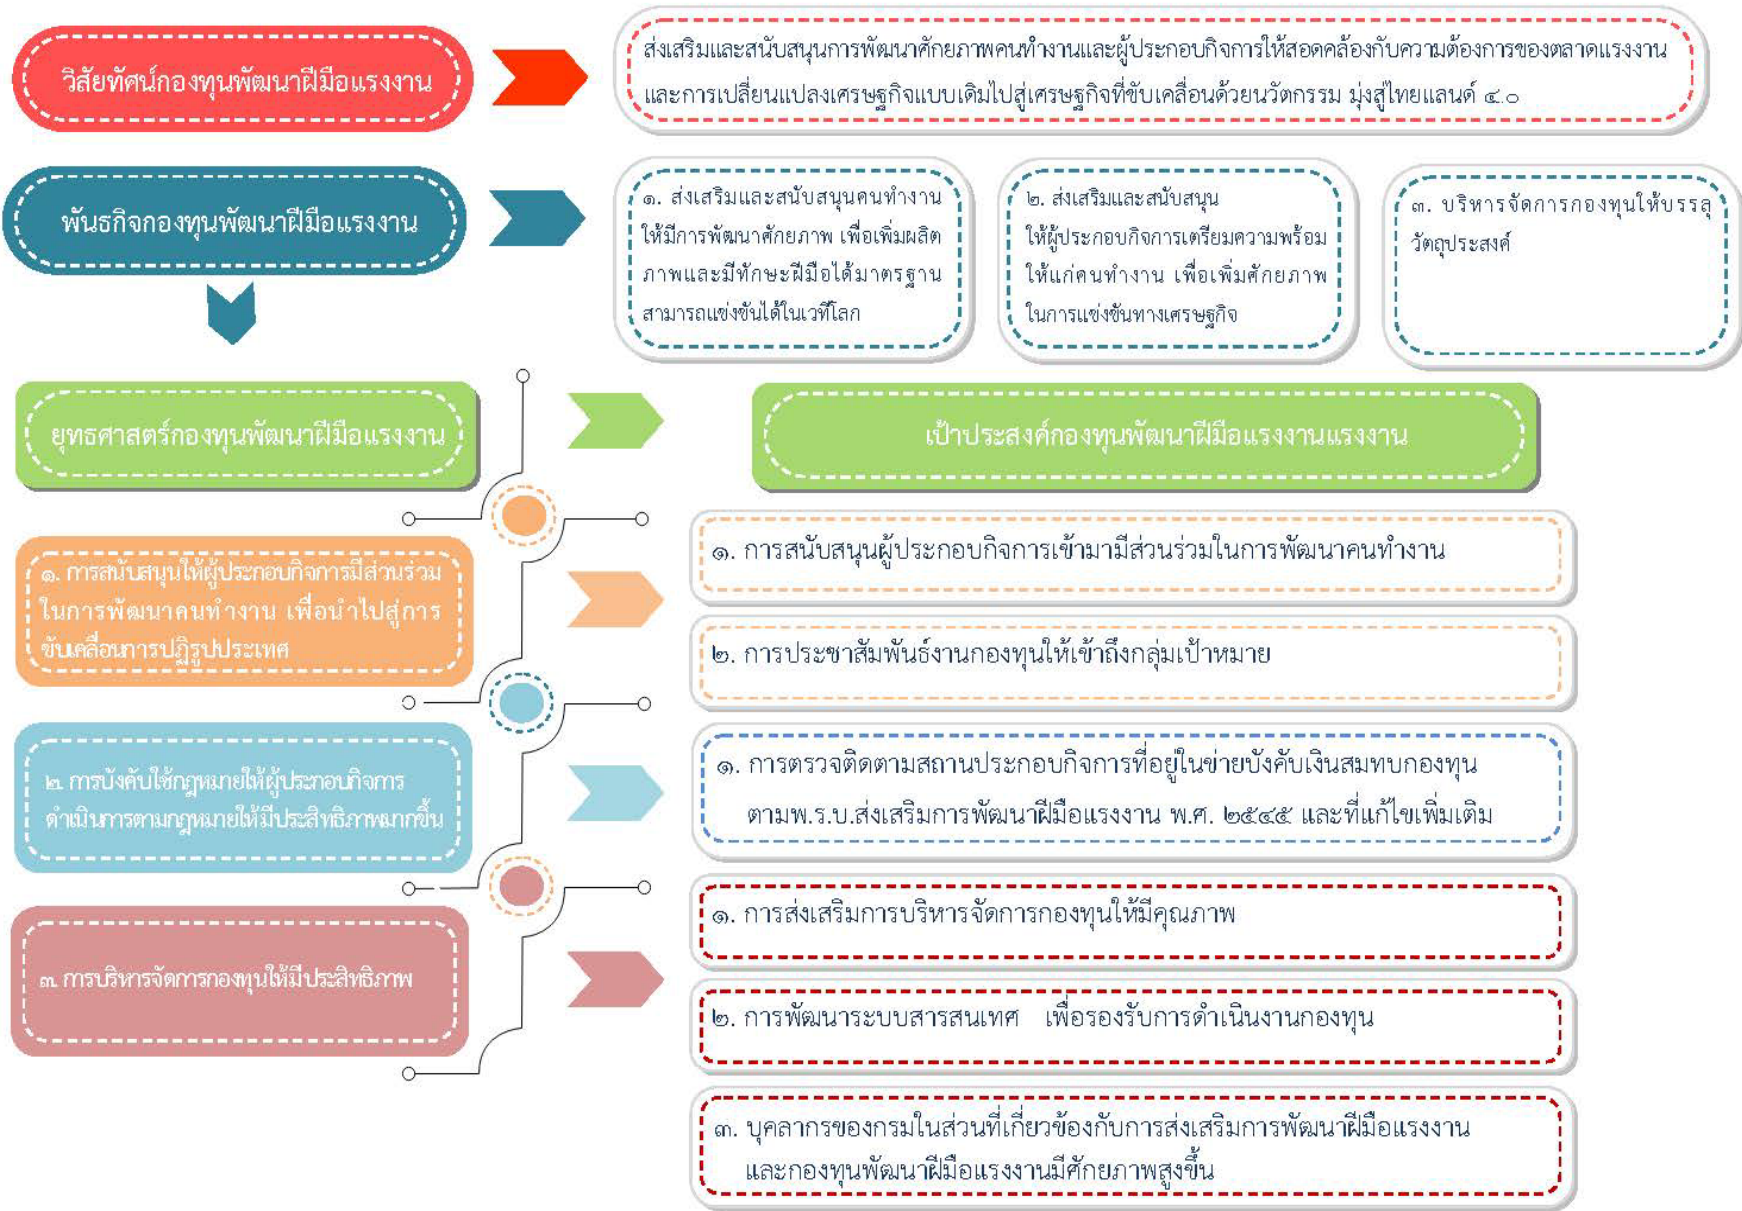 วิสัยทัศน์กองทุนพัฒนาฝีมือแรงงาน
ส่งเสริมและสนับสนุนการพัฒนาศักยภาพคนทำงานและผู้ประกอบกิจการให้สอดคล้องกับความต้องการของตลาดแรงงาน
และการเปลี่ยนแปลงเศรษฐกิจแบบเดิมไปสู่เศรษฐกิจที่ขับเคลื่อนด้วยนวัตกรรม มุ่งสู่ไทยแลนด์ ๔.๐
พันธกิจกองทุนพัฒนาฝีมือแรงงาน
๑. ส่งเสริมและสนับสนุนคนทำงาน
ให้มีการพัฒนาศักยภาพ เพื่อเพิ่มผลิต
ภาพและมีทักษะฝีมือได้มาตรฐาน
สามารถแข่งขันได้ในเวทีโลก
๒. ส่งเสริมและสนับสนุน
ให้ผู้ประกอบกิจการเตรียมความพร้อม
ให้แก่คนทำงาน เพื่อเพิ่มศักยภาพ
ในการแข่งขันทางเศรษฐกิจ
๓. บริหารจัดการกองทุนให้บรรลุ
วัตถุประสงค์
ยุทธศาสตร์กองทุนพัฒนาฝีมือแรงงาน
เป้าประสงค์กองทุนพัฒนาฝีมือแรงงานแรงงาน
๑. การสนับสนุนให้ผู้ประกอบกิจการมีส่วนร่วม
ในการพัฒนาคนทำงาน เพื่อนำไปสู่การ
ขับเคลื่อนการปฏิรูปประเทศ
๑. การสนับสนุนผู้ประกอบกิจการเข้ามามีส่วนร่วมในการพัฒนาคนทำงาน
๒. การประชาสัมพันธ์งานกองทุนให้เข้าถึงกลุ่มเป้าหมาย
๒. การบังคับใช้กฎหมายให้ผู้ประกอบกิจการ
ดำเนินการตามกฎหมายให้มีประสิทธิภาพมากขึ้น
๑. การตรวจติดตามสถานประกอบกิจการที่อยู่ในข่ายบังคับเงินสมทบกองทุน
ตามพ.ร.บ.ส่งเสริมการพัฒนาฝีมือแรงงาน พ.ศ. ๒๕๔๕ และที่แก้ไขเพิ่มเติม
๓. การบริหารจัดการกองทุนให้มีประสิทธิภาพ
๑. การส่งเสริมการบริหารจัดการกองทุนให้มีคุณภาพ
๒. การพัฒนาระบบสารสนเทศ เพื่อรองรับการดำเนินงานกองทุน
๓. บุคลากรของกรมในส่วนที่เกี่ยวข้องกับการส่งเสริมการพัฒนาฝีมือแรงงาน
และกองทุนพัฒนาฝีมือแรงงานมีศักยภาพสูงขึ้น